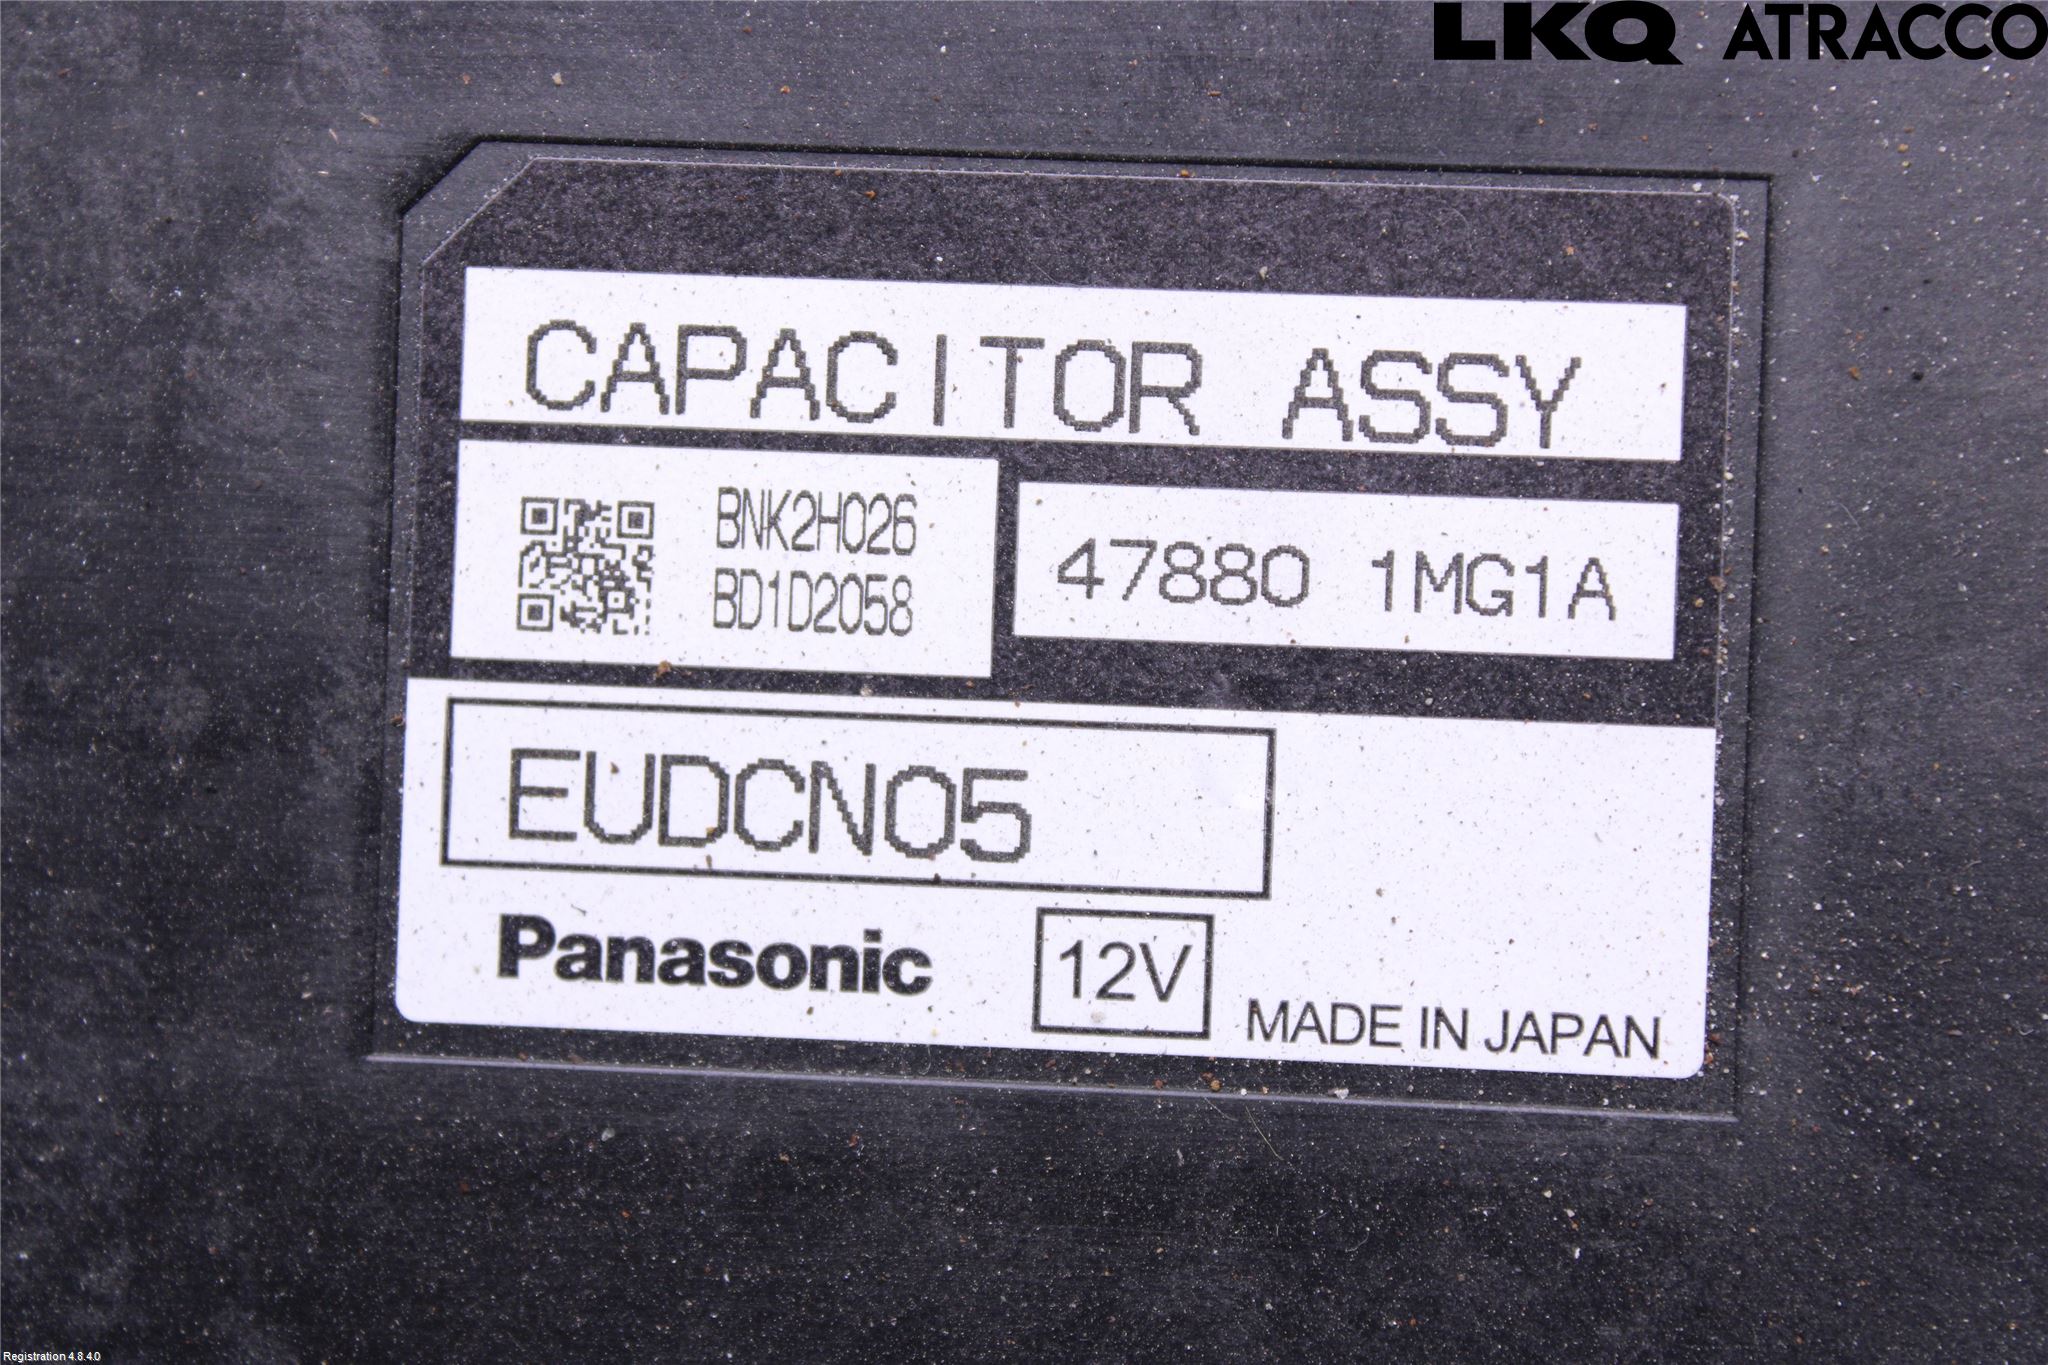 LKQ ATRACCO
CAPACITOR ASSY
BNK2H026
BD1D2058
47880 1MG1A
EUDCN05
Panasonic
12V
MADE IN JAPAN
Registration 4.8.4.0